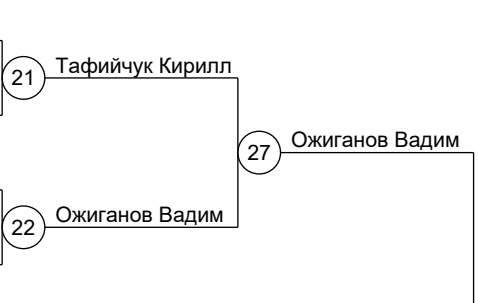 21
Тафийчук Кирилл
27
Ожиганов Вадим
22
Ожиганов Вадим